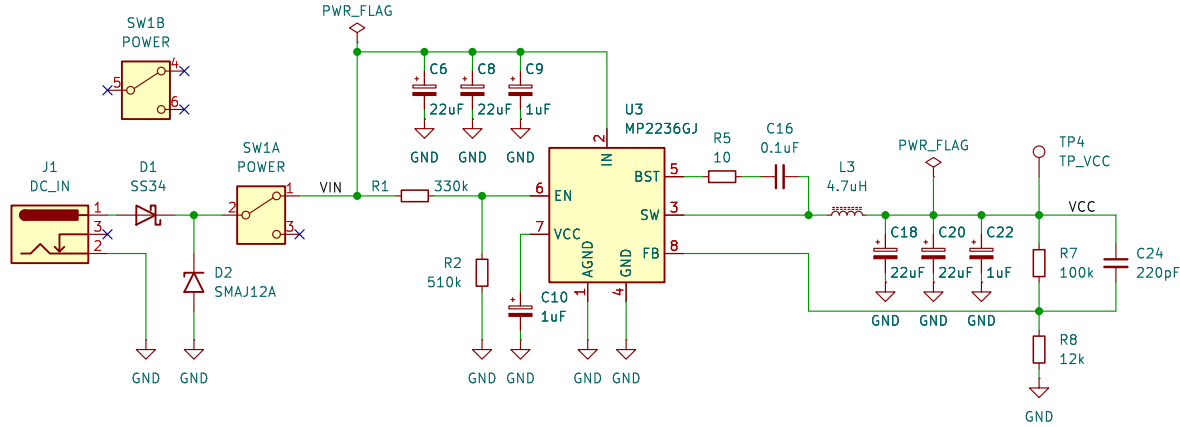 PWR_FLAG
SW1B
POWER
4
5
6
C6
22uF
GND
C8
22uF
GND
C9
1uF
GND
U3
MP2236GJ
2
IN
J1
DC_IN
1
3
2
D1
SS34
SW1A
POWER
1
2
3
VIN
R1
330k
6
EN
7
VCC
BST
5
SW
3
FB
8
AGND
1
GND
4
R5
10
C16
0.1uF
L3
4.7uH
PWR_FLAG
TP4
TP_VCC
VCC
C18
22uF
GND
C20
22uF
GND
C22
1uF
GND
R7
100k
C24
220pF
D2
SMAJ12A
R2
510k
C10
1uF
R8
12k
GND
GND
GND
GND
GND
GND
GND